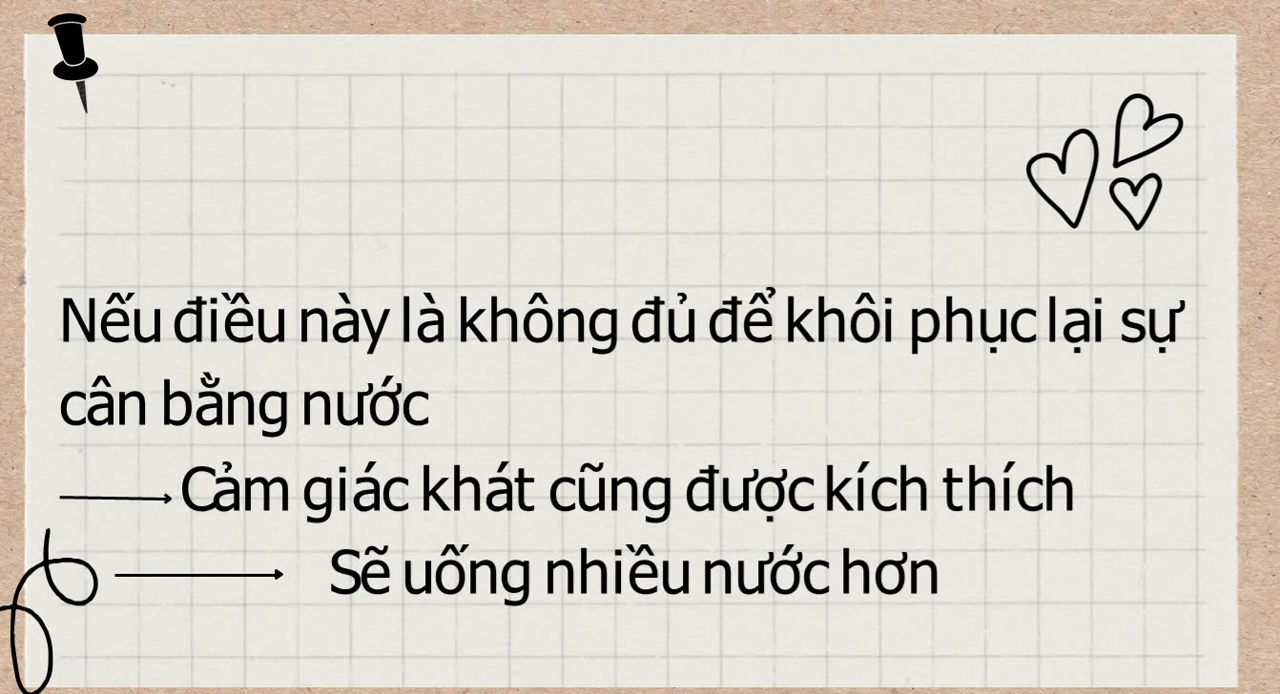 Nếu điều này là không đủ để khôi phục lại sự
cân bằng nước
Cảm giác khát cũng được kích thích
Sẽ uống nhiều nước hơn